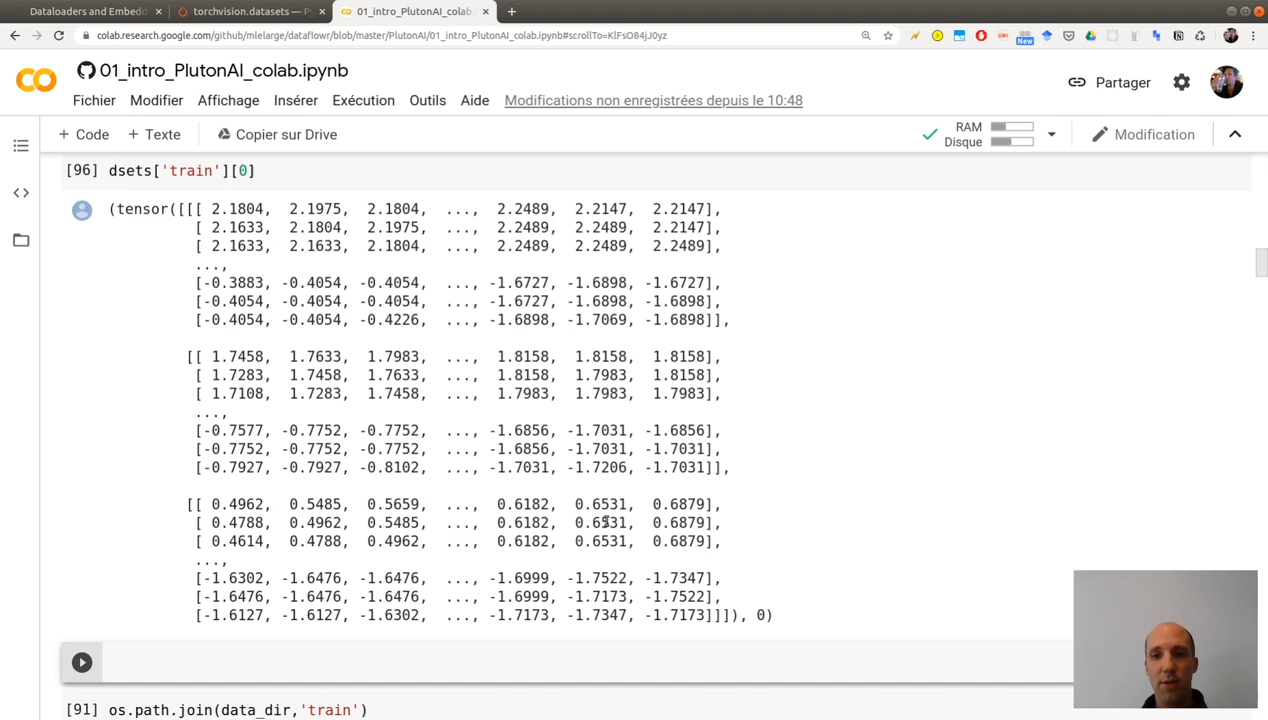 Dataloaders and Embedd
torchvision.datasets — P
01_intro_PlutonAI_colab.ipynb
colab.research.google.com/github/mlelarge/dataflowr/blob/master/PlutonAI/01_intro_PlutonAI_colab.ipynb#scrollTo=KlFsO84jJ0yz
New
01_intro_PlutonAI_colab.ipynb
Partager
Fichier Modifier Affichage Insérer Exécution Outils Aide Modifications non enregistrées depuis le 10:48
+ Code + Texte Copier sur Drive
RAM
Disque
Modification
[96] dsets['train'][0]
(tensor([[[ 2.1804, 2.1975, 2.1804, ..., 2.2489, 2.2147, 2.2147],
[ 2.1633, 2.1804, 2.1975, ..., 2.2489, 2.2489, 2.2147],
[ 2.1633, 2.1633, 2.1804, ..., 2.2489, 2.2489, 2.2489],
...,
[-0.3883, -0.4054, -0.4054, ..., -1.6727, -1.6898, -1.6727],
[-0.4054, -0.4054, -0.4054, ..., -1.6727, -1.6898, -1.6898],
[-0.4054, -0.4054, -0.4226, ..., -1.6898, -1.7069, -1.6898]],
[[ 1.7458, 1.7633, 1.7983, ..., 1.8158, 1.8158, 1.8158],
[ 1.7283, 1.7458, 1.7633, ..., 1.8158, 1.7983, 1.8158],
[ 1.7108, 1.7283, 1.7458, ..., 1.7983, 1.7983, 1.7983],
...,
[-0.7577, -0.7752, -0.7752, ..., -1.6856, -1.7031, -1.6856],
[-0.7752, -0.7752, -0.7752, ..., -1.6856, -1.7031, -1.7031],
[-0.7927, -0.7927, -0.8102, ..., -1.7031, -1.7206, -1.7031]],
[[ 0.4962, 0.5485, 0.5659, ..., 0.6182, 0.6531, 0.6879],
[ 0.4788, 0.4962, 0.5485, ..., 0.6182, 0.6531, 0.6879],
[ 0.4614, 0.4788, 0.4962, ..., 0.6182, 0.6531, 0.6879],
...,
[-1.6302, -1.6476, -1.6476, ..., -1.6999, -1.7522, -1.7347],
[-1.6476, -1.6476, -1.6476, ..., -1.6999, -1.7173, -1.7522],
[-1.6127, -1.6127, -1.6302, ..., -1.7173, -1.7347, -1.7173]]]), 0)
[91] os.path.join(data_dir,'train')